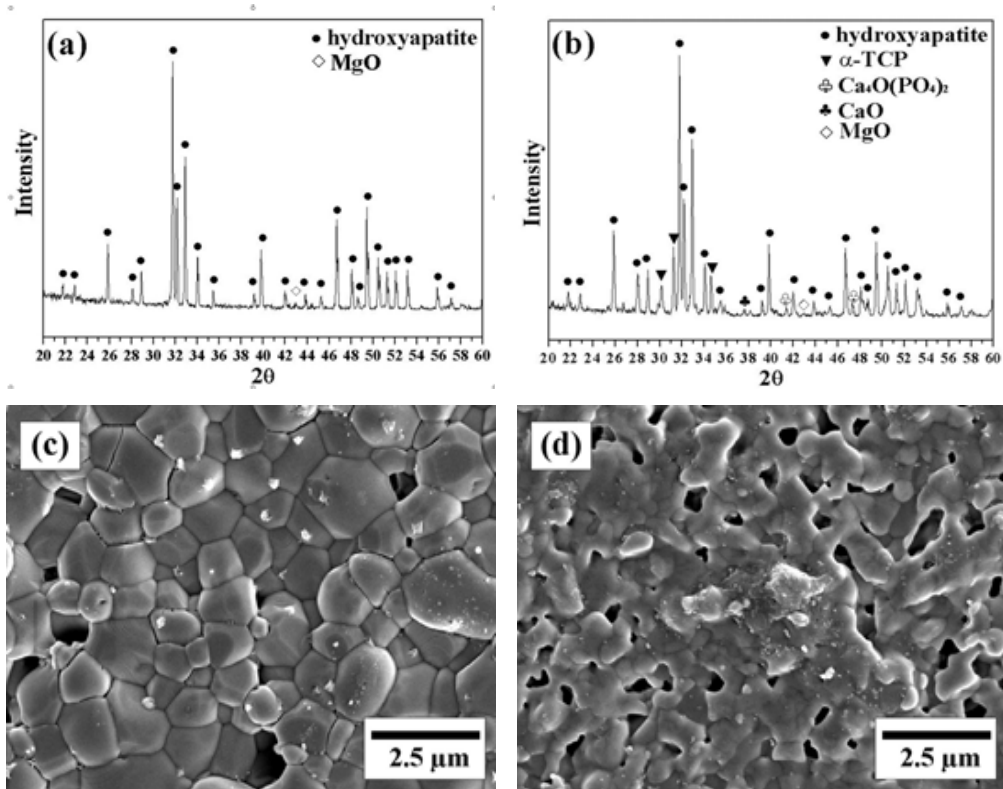 (a)
hydroxyapatite
MgO
Intensity
20 22 24 26 28 30 32 34 36 38 40 42 44 46 48 50 52 54 56 58 60
2θ
(b)
hydroxyapatite
α-TCP
Ca₄O(PO₄)₂
CaO
MgO
Intensity
20 22 24 26 28 30 32 34 36 38 40 42 44 46 48 50 52 54 56 58 60
2θ
(c)
2.5 μm
(d)
2.5 μm